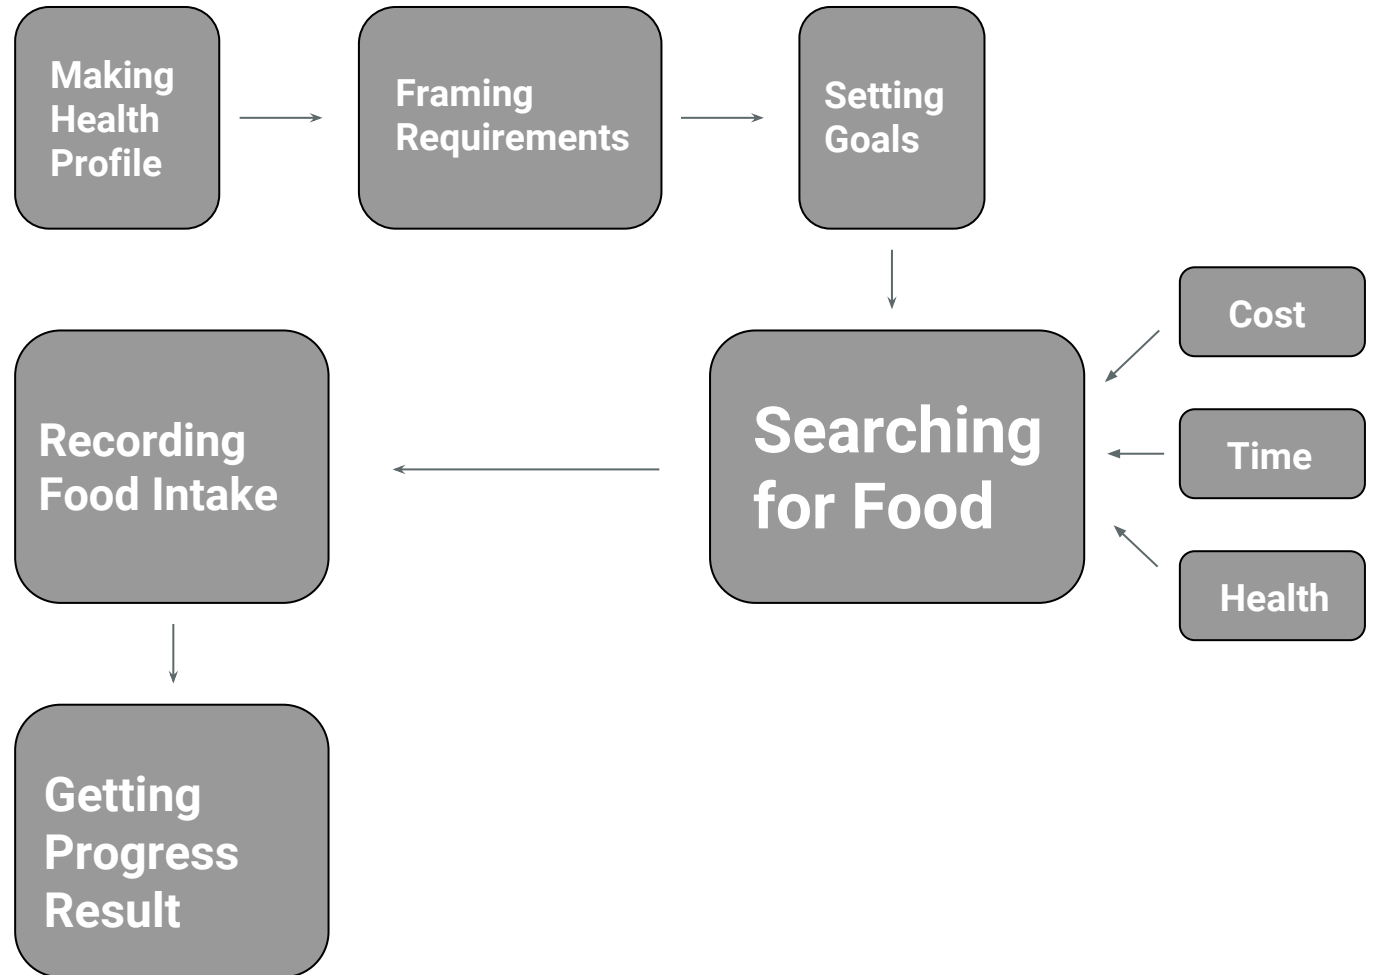 Making
Health
Profile
Framing
Requirements
Setting
Goals
Cost
Time
Health
Searching
for Food
Recording
Food Intake
Getting
Progress
Result